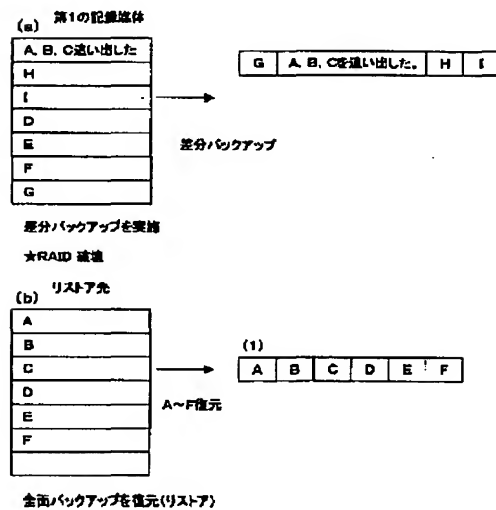 (a) 第1の記録媒体
A, B, C追い出した
H
I
D
E
F
G
G A, B, Cを追い出した。 H I
差分バックアップ
差分バックアップを実施
★RAID 破壊
(b) リストア先
A
B
C
D
E
F
(1)
A B C D E F
A～F復元
全面バックアップを復元(リストア)